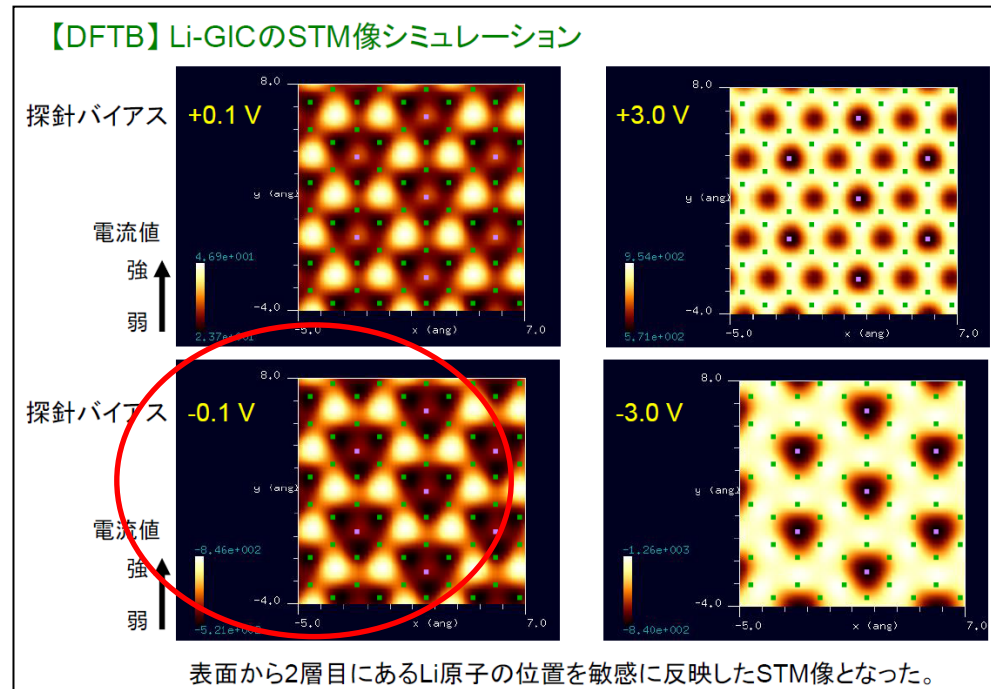 【DFTB】Li-GICのSTM像シミュレーション
探針バイアス +0.1 V
8.0
y (ang)
電流値
強
弱
4.69e+001
2.37e+001
-4.0
-5.0
x (ang)
7.0
+3.0 V
8.0
y (ang)
9.54e+002
5.71e+002
-4.0
-5.0
x (ang)
7.0
探針バイアス -0.1 V
8.0
y (ang)
電流値
強
弱
-8.46e+002
-4.0
-5.0
x (ang)
7.0
-3.0 V
8.0
y (ang)
-1.26e+003
-8.40e+002
-4.0
-5.0
x (ang)
7.0
表面から2層目にあるLi原子の位置を敏感に反映したSTM像となった。